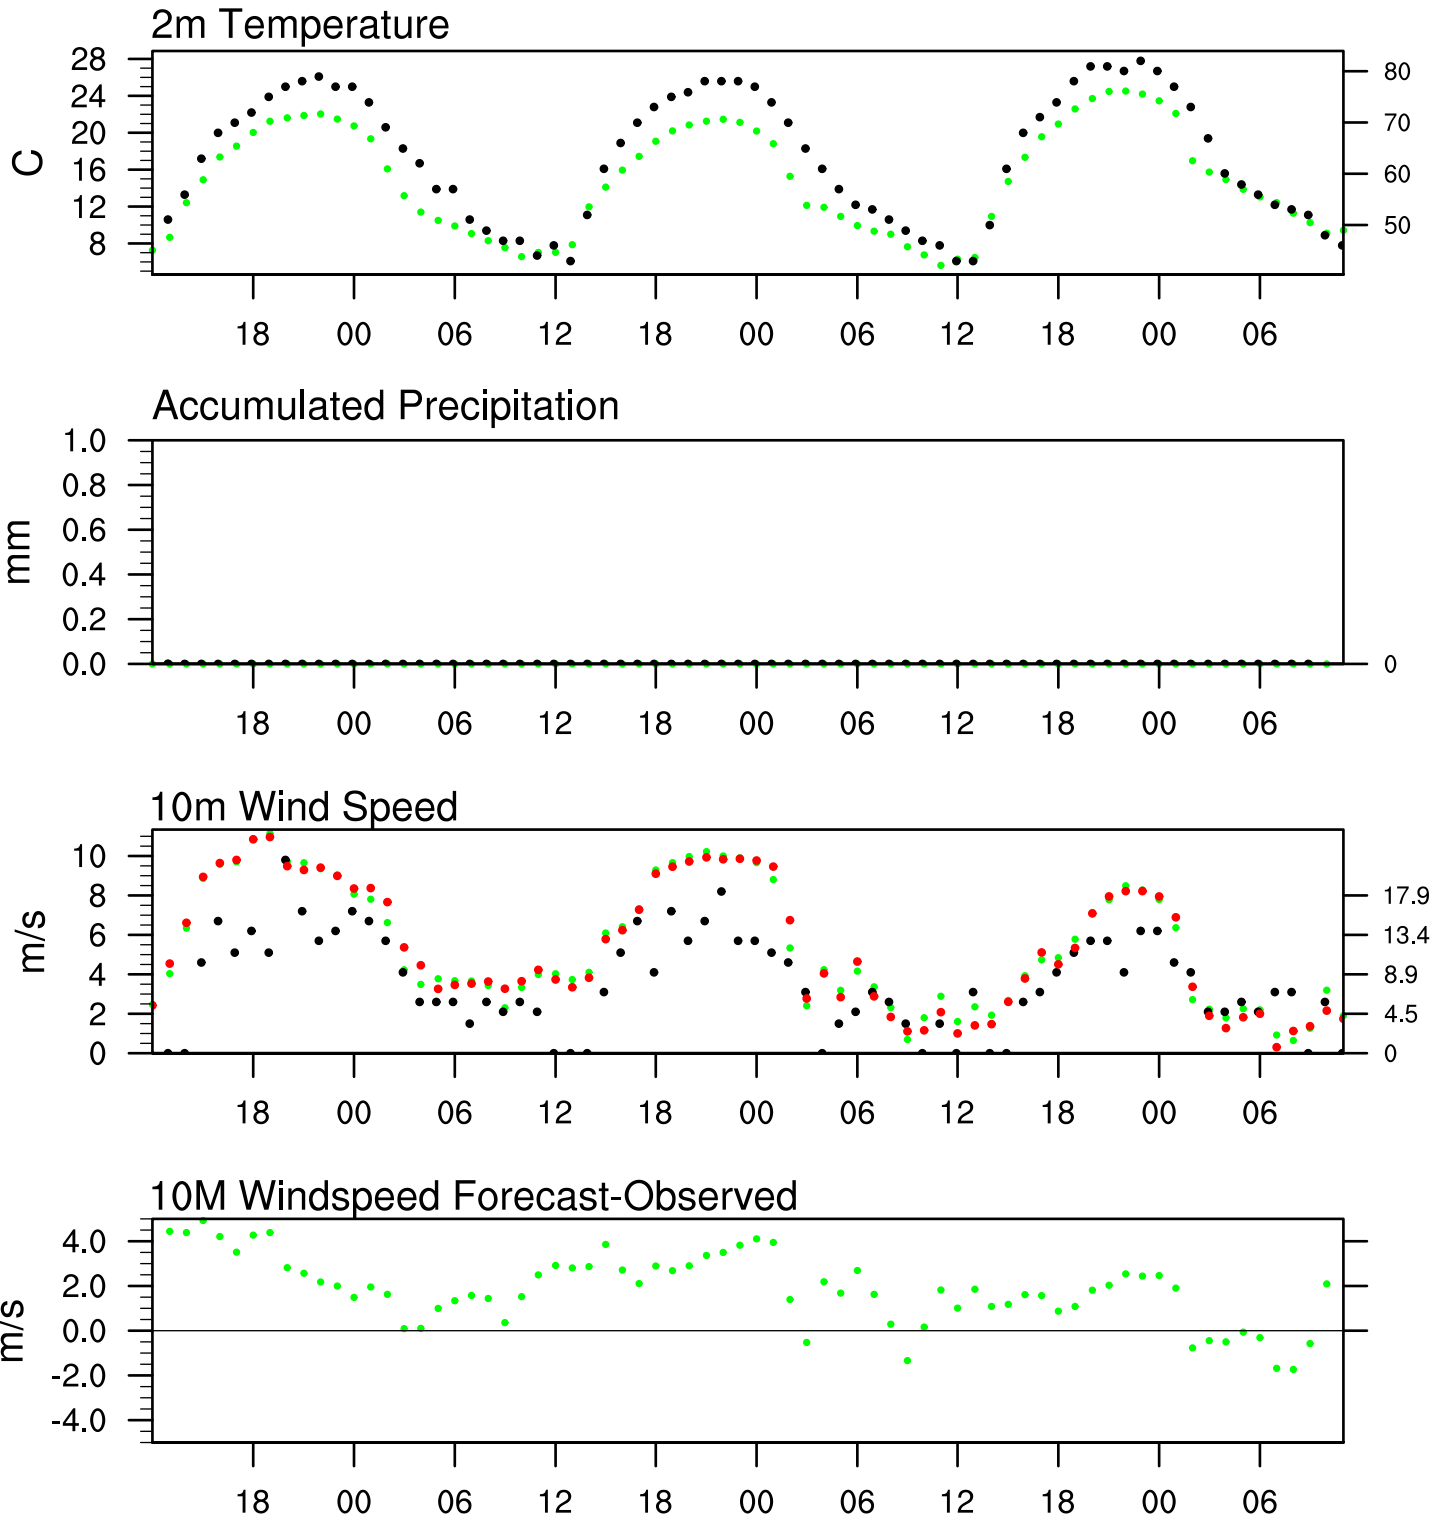 2m Temperature
28
24
20
16
12
8
C
80
70
60
50
18 00 06 12 18 00 06 12 18 00 06
Accumulated Precipitation
1.0
0.8
0.6
0.4
0.2
0.0
mm
0
18 00 06 12 18 00 06 12 18 00 06
10m Wind Speed
10
8
6
4
2
0
m/s
17.9
13.4
8.9
4.5
0
18 00 06 12 18 00 06 12 18 00 06
10M Windspeed Forecast-Observed
4.0
2.0
0.0
-2.0
-4.0
m/s
18 00 06 12 18 00 06 12 18 00 06